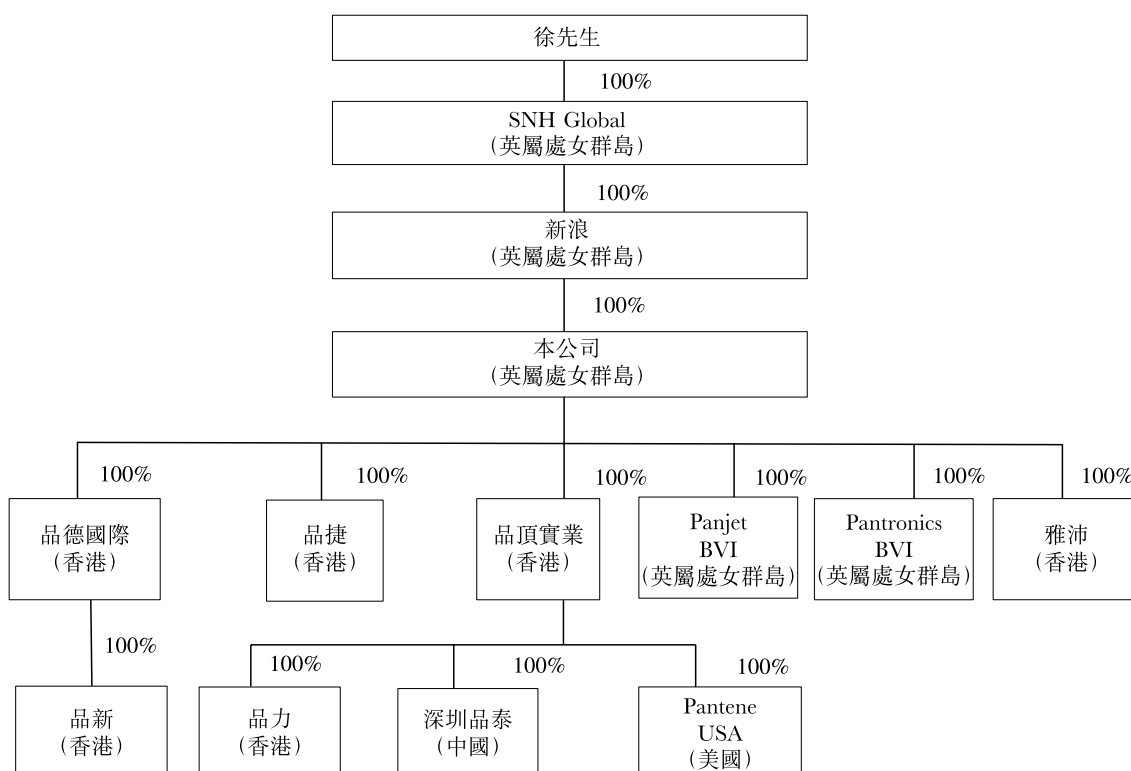 徐先生
100%
SNH Global
(英屬處女群島)
100%
新浪
(英屬處女群島)
100%
本公司
(英屬處女群島)
100%
100%
100%
100%
100%
100%
品德國際
(香港)
品捷
(香港)
品頂實業
(香港)
Panjet
BVI
(英屬處女群島)
Pantronics
BVI
(英屬處女群島)
雅沛
(香港)
100%
100%
100%
100%
品新
(香港)
品力
(香港)
深圳品泰
(中國)
Pantene
USA
(美國)